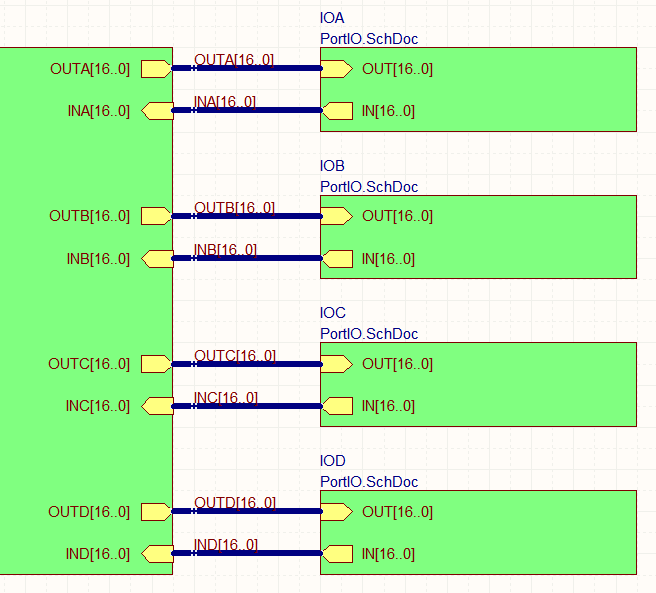 IOA
PortIO.SchDoc
OUTA[16..0] OUTA[16..0] OUT[16..0]
INA[16..0] INA[16..0] IN[16..0]
IOB
PortIO.SchDoc
OUTB[16..0] OUTB[16..0] OUT[16..0]
INB[16..0] INB[16..0] IN[16..0]
IOC
PortIO.SchDoc
OUTC[16..0] OUTC[16..0] OUT[16..0]
INC[16..0] INC[16..0] IN[16..0]
IOD
PortIO.SchDoc
OUTD[16..0] OUTD[16..0] OUT[16..0]
IND[16..0] IND[16..0] IN[16..0]